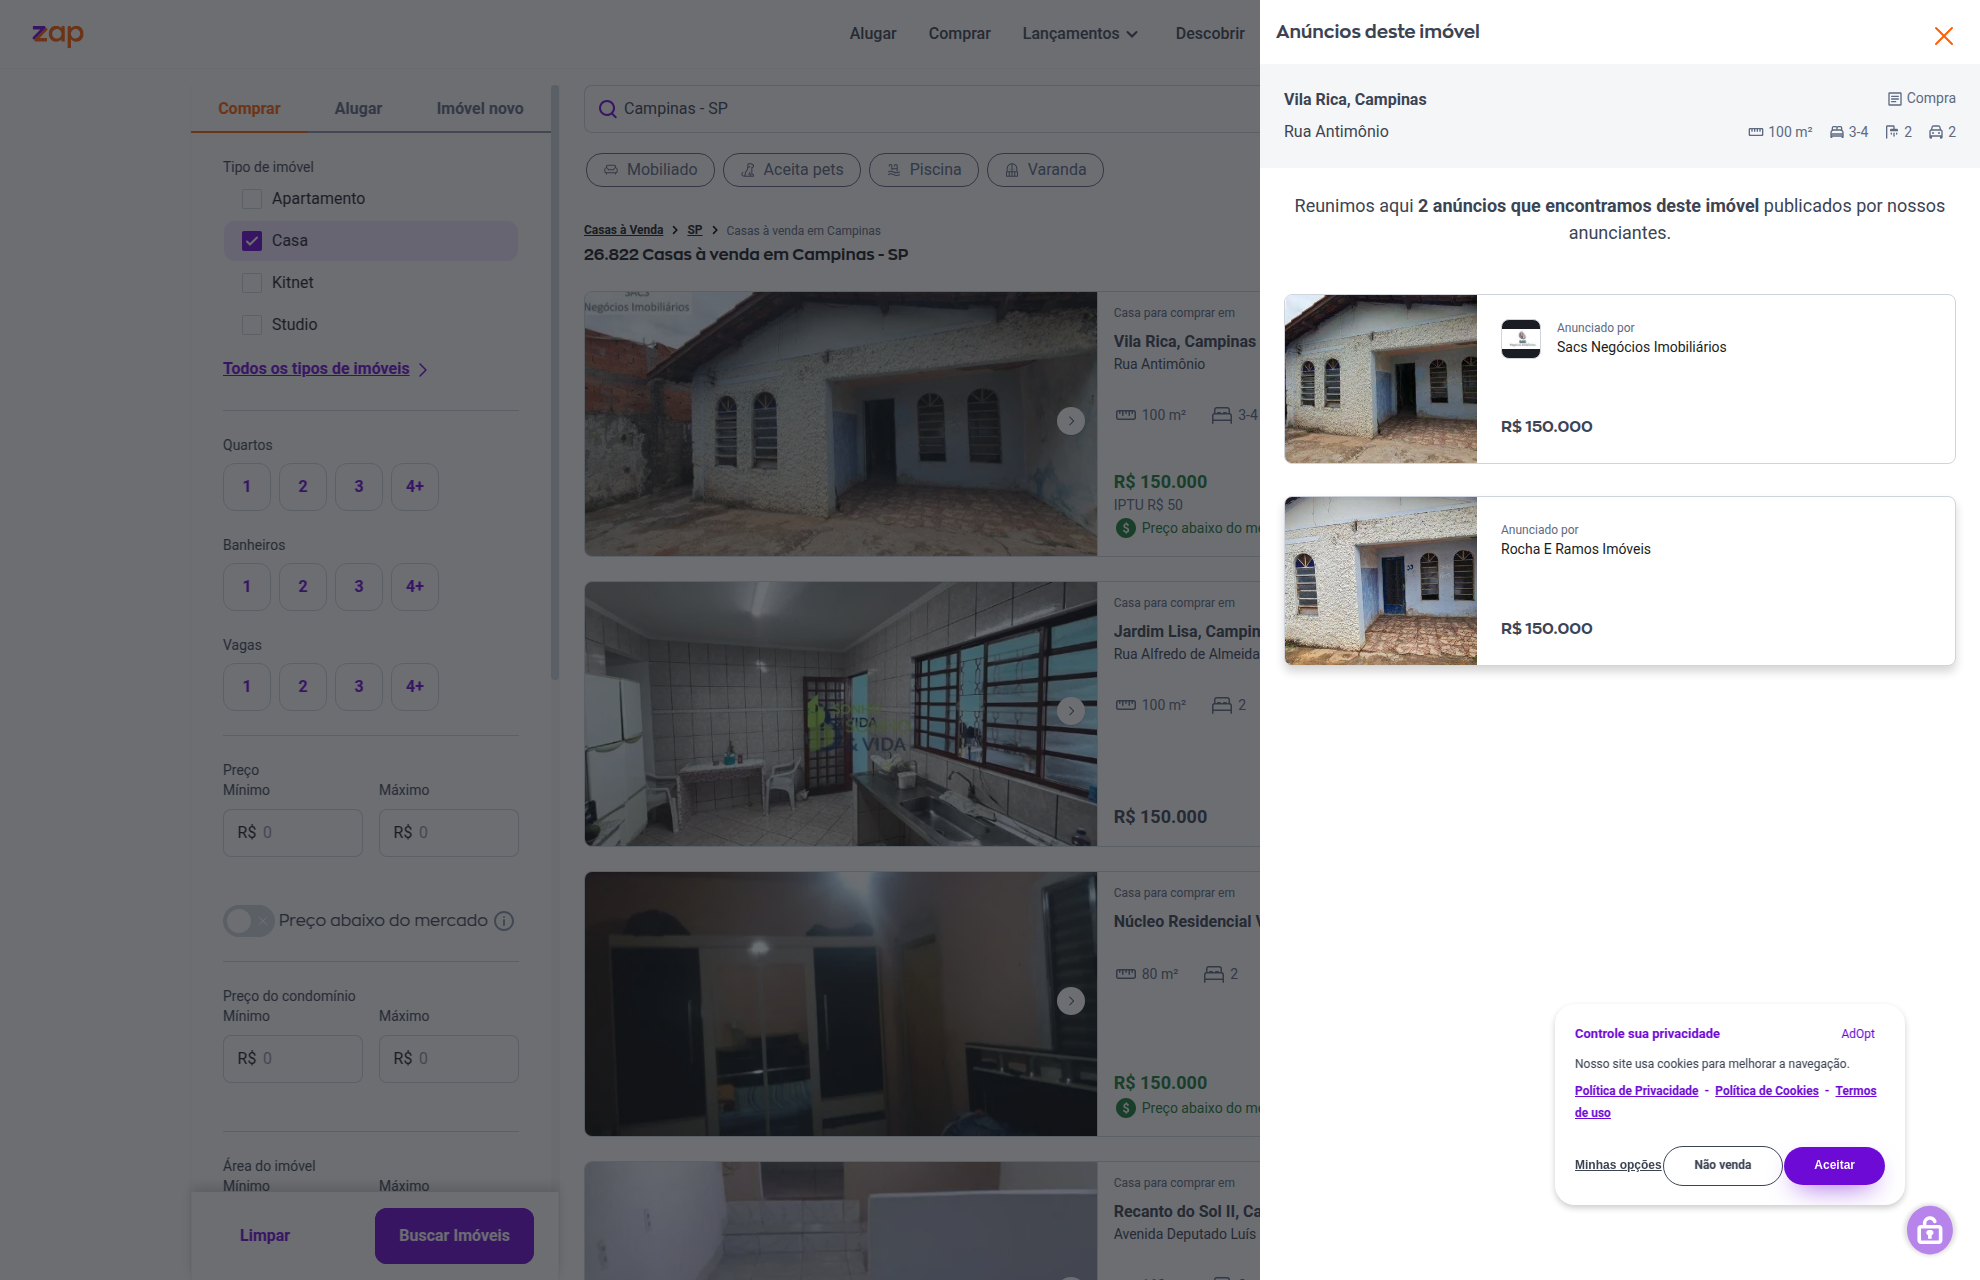 zap
Alugar
Comprar
Lançamentos
Descobrir
Comprar
Alugar
Imóvel novo
Tipo de imóvel
Apartamento
Casa
Kitnet
Studio
Todos os tipos de imóveis
Quartos
1
2
3
4+
Banheiros
1
2
3
4+
Vagas
1
2
3
4+
Preço
Mínimo
Máximo
R$ 0
R$ 0
Preço abaixo do mercado
Preço do condomínio
Mínimo
Máximo
R$ 0
R$ 0
Área do imóvel
Mínimo
Máximo
Limpar
Buscar Imóveis
Campinas - SP
Mobiliado
Aceita pets
Piscina
Varanda
Casas à Venda > SP > Casas à venda em Campinas
26.822 Casas à venda em Campinas - SP
SACS
Negócios Imobiliários
Casa para comprar em
Vila Rica, Campinas
Rua Antimônio
100 m²
3-4
R$ 150.000
IPTU R$ 50
$ Preço abaixo do me
& VIDA
Casa para comprar em
Jardim Lisa, Campin
Rua Alfredo de Almeida
100 m²
2
R$ 150.000
Casa para comprar em
Núcleo Residencial V
80 m²
2
R$ 150.000
$ Preço abaixo do me
Casa para comprar em
Recanto do Sol II, Ca
Avenida Deputado Luís
Anúncios deste imóvel
Vila Rica, Campinas
Compra
Rua Antimônio
100 m²
3-4
2
2
Reunimos aqui 2 anúncios que encontramos deste imóvel publicados por nossos
anunciantes.
Anunciado por
Sacs Negócios Imobiliários
R$ 150.000
Anunciado por
Rocha E Ramos Imóveis
R$ 150.000
Controle sua privacidade
AdOpt
Nosso site usa cookies para melhorar a navegação.
Política de Privacidade - Política de Cookies - Termos
de uso
Minhas opções
Não venda
Aceitar